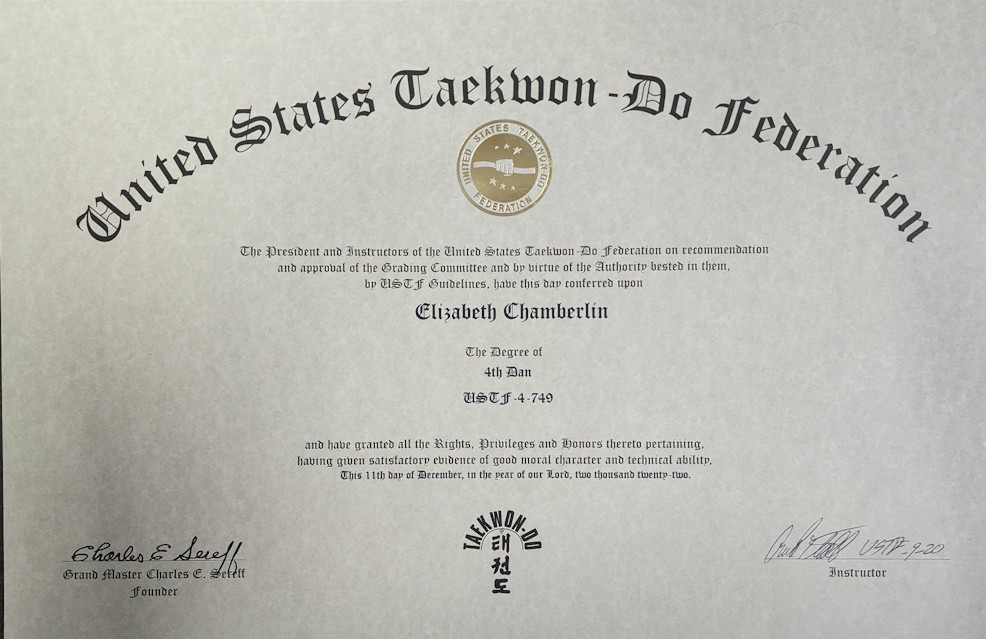 United States Taekwon-Do Federation
UNITED STATES TAEKWON-DO
FEDERATION
The President and Instructors of the United States Taekwon-Do Federation on recommendation
and approval of the Grading Committee and by virtue of the Authority bested in them,
by USTF Guidelines, have this day conferred upon
Elizabeth Chamberlin
The Degree of
4th Dan
USTF-4-749
and have granted all the Rights, Privileges and Honors thereto pertaining,
having given satisfactory evidence of good moral character and technical ability,
This 11th day of December, in the year of our Lord, two thousand twenty-two.
TAEKWON-DO
태
권
도
Charles E Sereff
Grand Master Charles E. Sereff
Founder
USTF-9-20
Instructor